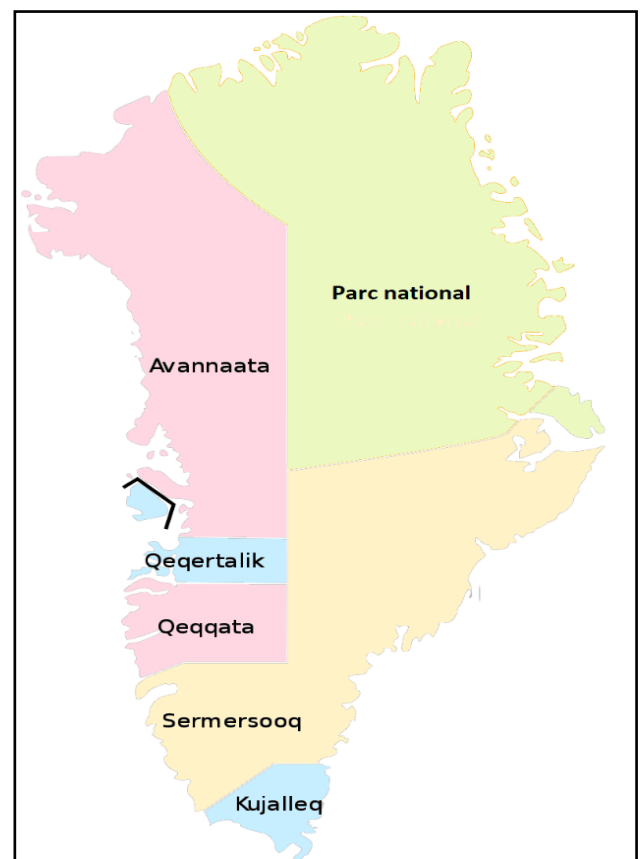 Parc national
Avannaata
Qeqertalik
Qeqqata
Sermersooq
Kujalleq